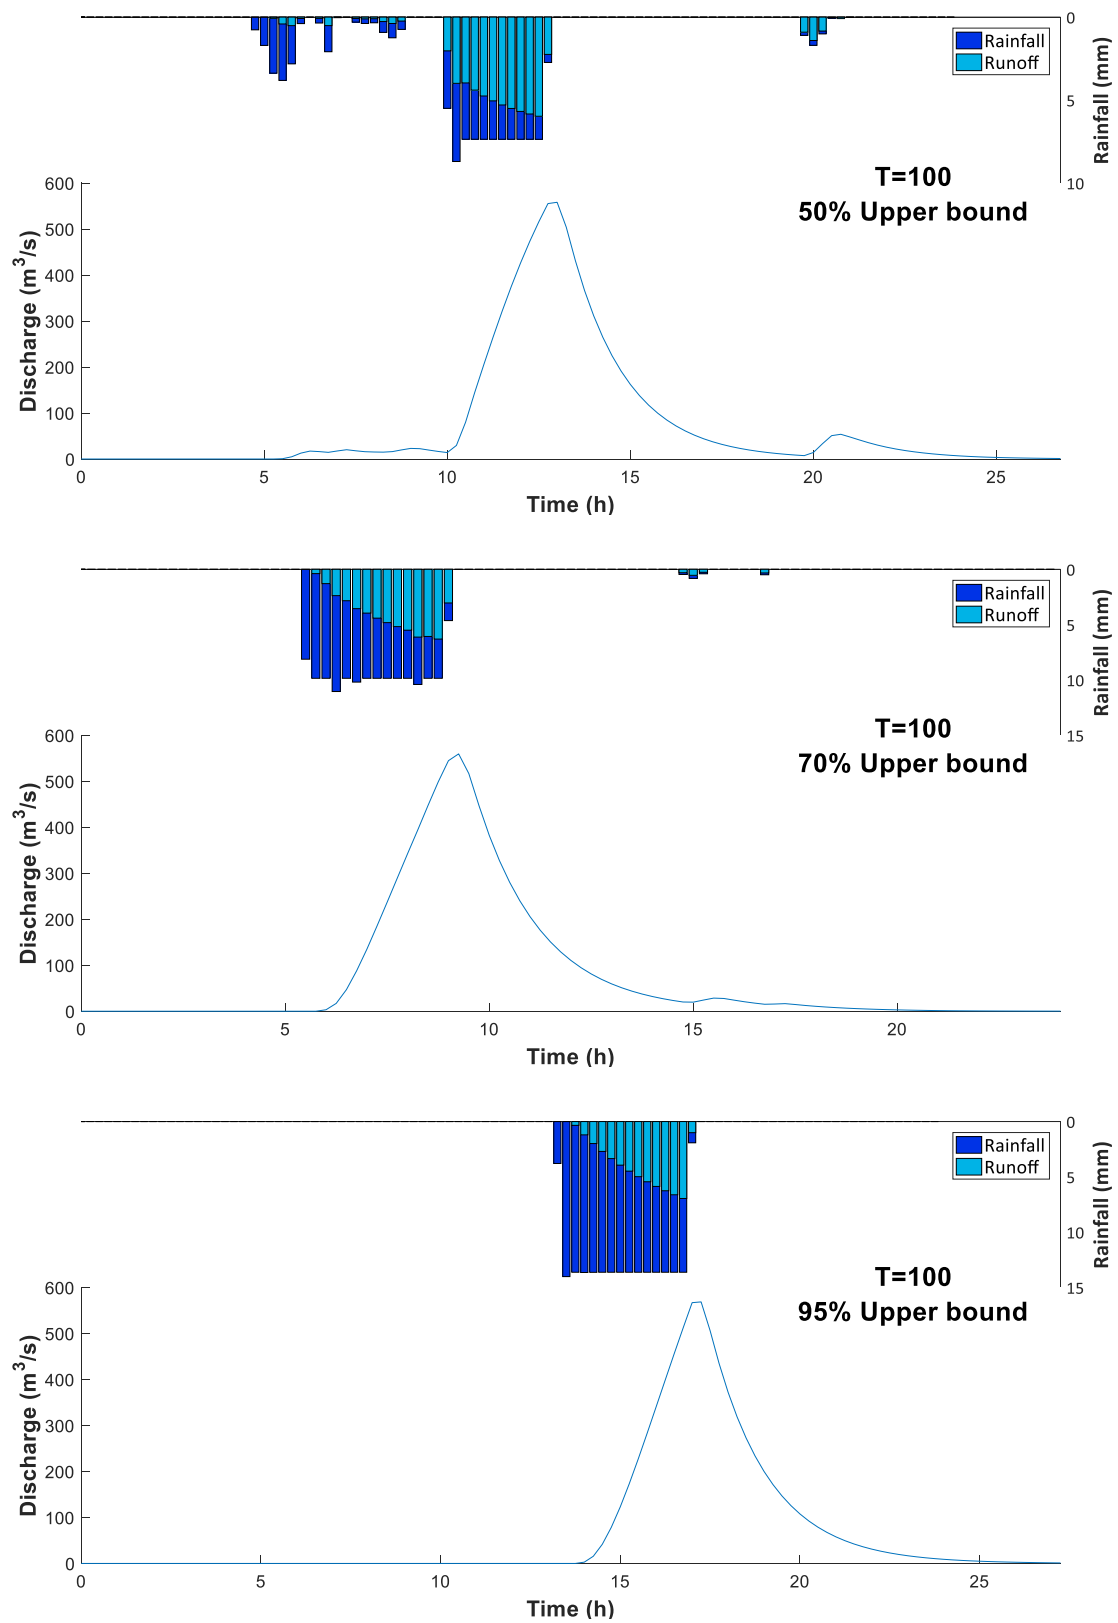 0
Rainfall
Runoff
5
10
Rainfall (mm)
T=100
50% Upper bound
600
500
400
300
200
100
0
Discharge (m³/s)
0 5 10 15 20 25
Time (h)
0
Rainfall
Runoff
5
10
15
Rainfall (mm)
T=100
70% Upper bound
600
500
400
300
200
100
0
Discharge (m³/s)
0 5 10 15 20
Time (h)
0
Rainfall
Runoff
5
10
15
Rainfall (mm)
T=100
95% Upper bound
600
500
400
300
200
100
0
Discharge (m³/s)
0 5 10 15 20 25
Time (h)